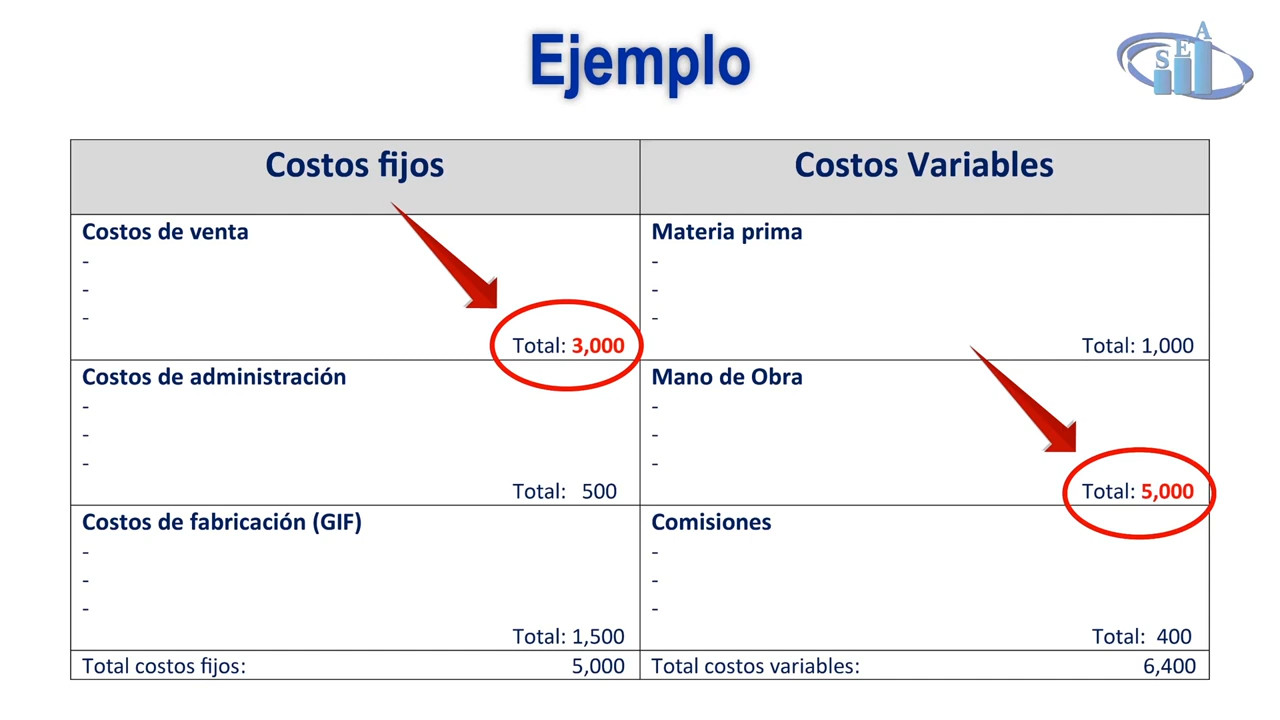 Ejemplo
S E A
Costos fijos
Costos Variables
Costos de venta
-
-
-
Total: 3,000
Materia prima
-
-
-
Total: 1,000
Costos de administración
-
-
-
Total: 500
Mano de Obra
-
-
-
Total: 5,000
Costos de fabricación (GIF)
-
-
-
Total: 1,500
Comisiones
-
-
-
Total: 400
Total costos fijos: 5,000
Total costos variables: 6,400